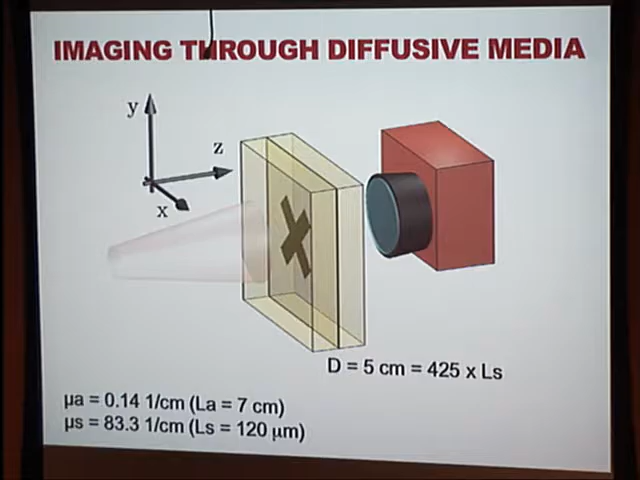 IMAGING THROUGH DIFFUSIVE MEDIA
y
z
x
D = 5 cm = 425 x Ls
μa = 0.14 1/cm (La = 7 cm)
μs = 83.3 1/cm (Ls = 120 μm)